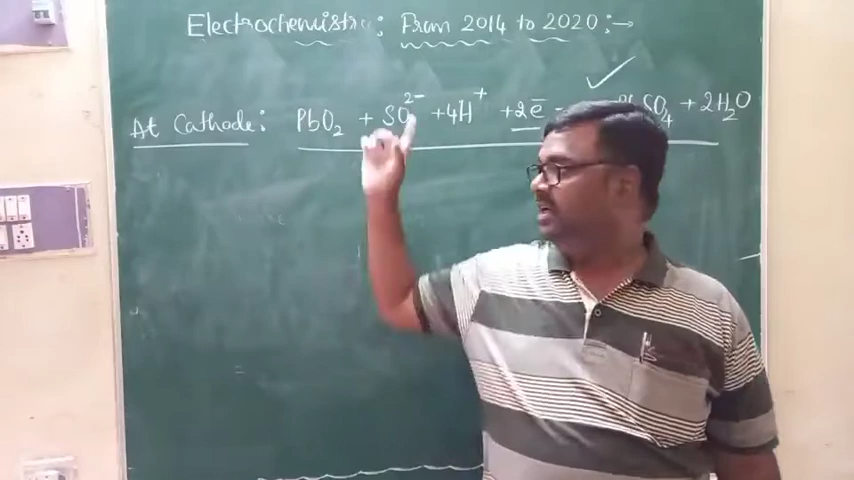 Electrochemistry: From 2014 to 2020:→
At Cathode: PbO₂ + SO₄²⁻ + 4H⁺ + 2e⁻ PbSO₄ + 2H₂O